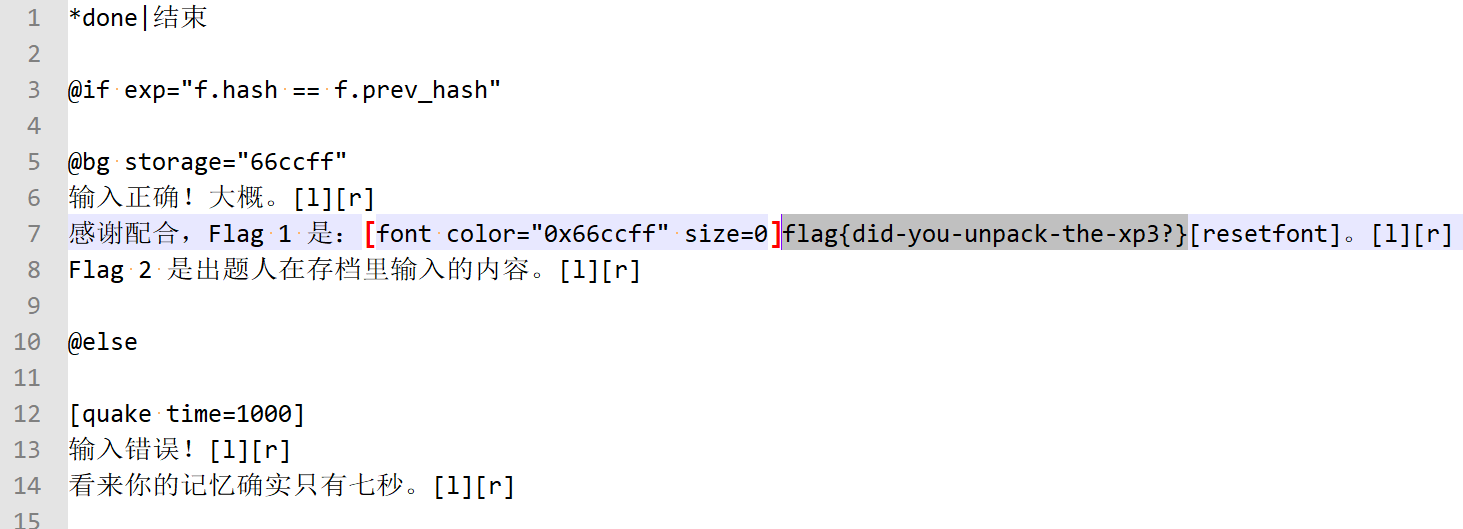 1 *done|结束
2
3 @if exp="f.hash == f.prev_hash"
4
5 @bg storage="66ccff"
6 输入正确！大概。[l][r]
7 感谢配合，Flag 1 是：[font color="0x66ccff" size=0]flag{did-you-unpack-the-xp3?}[resetfont]。[l][r]
8 Flag 2 是出题人在存档里输入的内容。[l][r]
9
10 @else
11
12 [quake time=1000]
13 输入错误！[l][r]
14 看来你的记忆确实只有七秒。[l][r]
15